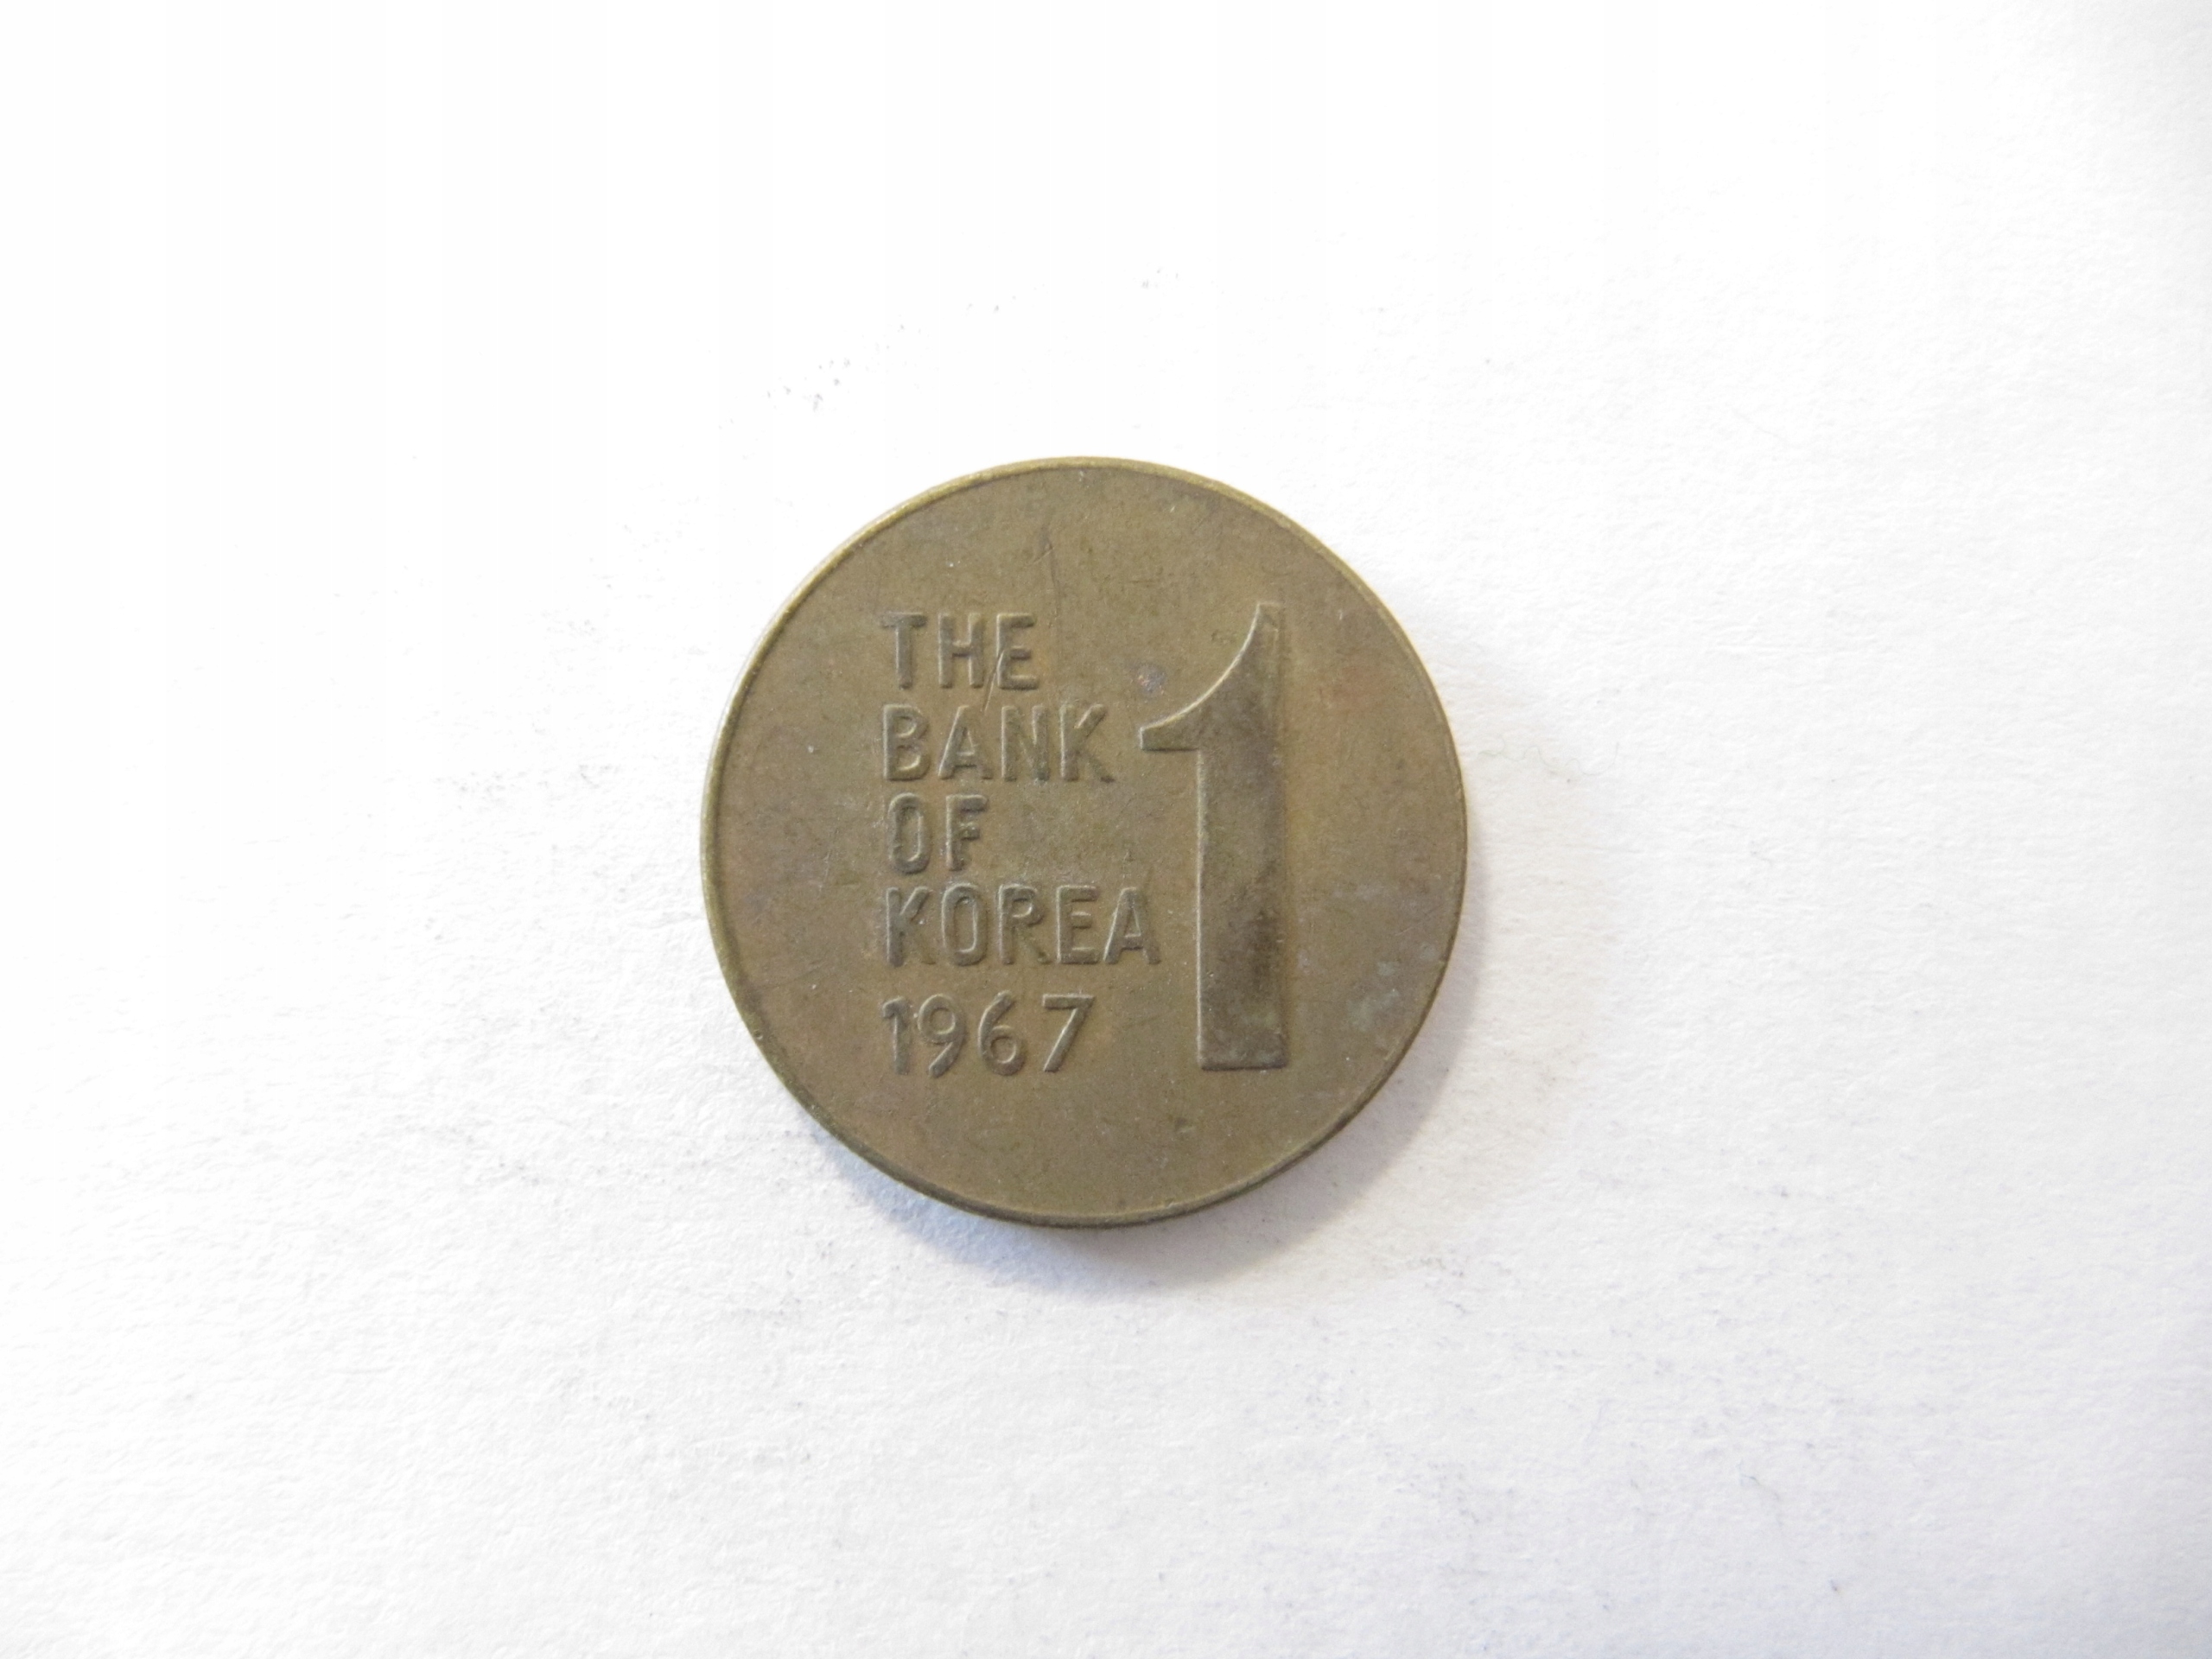 THE
BANK
OF
KOREA
1967
1